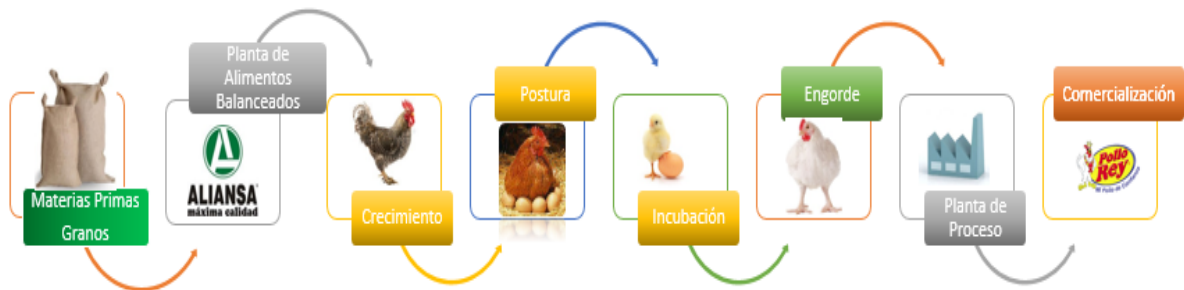 Materias Primas
Granos
Planta de
Alimentos
Balanceados
ALIANSA
máxima calidad
Crecimiento
Postura
Incubación
Engorde
Planta de
Proceso
Comercialización
Pollo
Rey